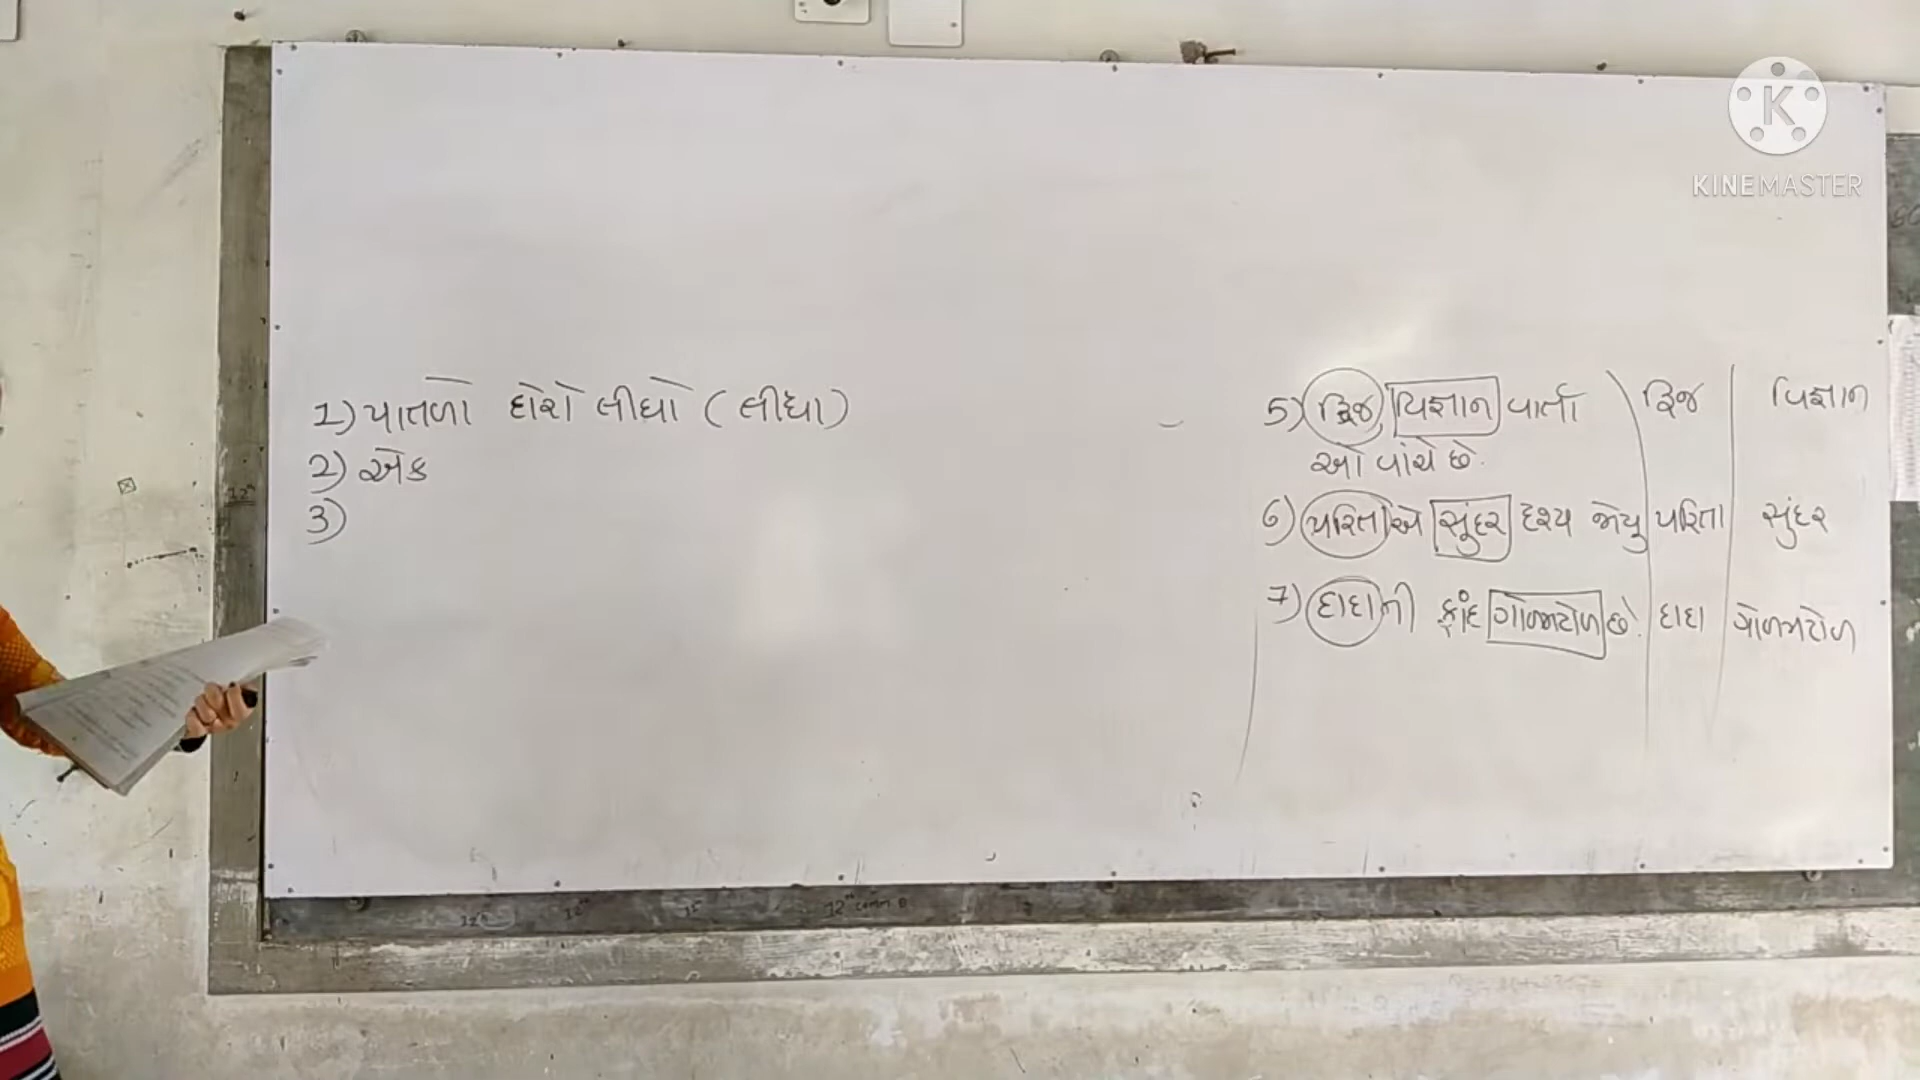 KINEMASTER
1) પાતળો દોરો લીધો (લીધા)
2) એક
3)
5) દ્વિજ વિજ્ઞાન વાર્તા દ્વિજ વિજ્ઞાન
ઓ વાંચે છે.
6) પરિતાએ સુંદર દૃશ્ય જોયુ પરિતા સુંદર
7) દાદાની ફાંદ ગોળમટોળ છે. દાદા ગોળમટોળ